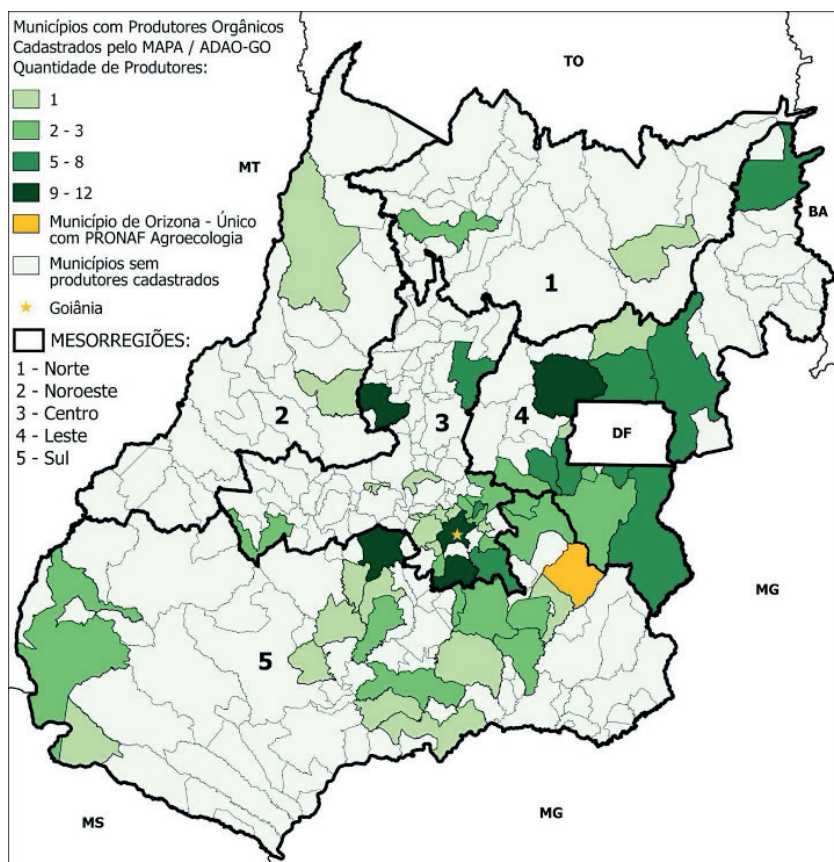 Municípios com Produtores Orgânicos
Cadastrados pelo MAPA / ADAO-GO
Quantidade de Produtores:
1
2 - 3
5 - 8
9 - 12
Município de Orizona - Único
com PRONAF Agroecologia
Municípios sem
produtores cadastrados
Goiânia
MESORREGIÕES:
1 - Norte
2 - Noroeste
3 - Centro
4 - Leste
5 - Sul
TO
MT
BA
1
2
3
4
DF
MG
5
MS
MG